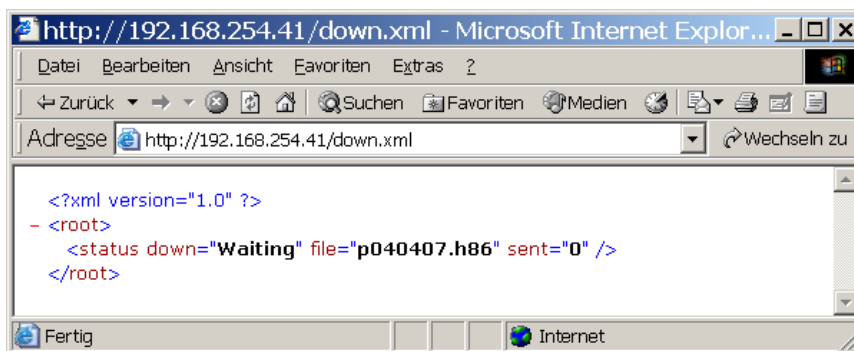 http://192.168.254.41/down.xml - Microsoft Internet Explor...
Datei Bearbeiten Ansicht Favoriten Extras ?
Zurück Suchen Favoriten Medien
Adresse http://192.168.254.41/down.xml Wechseln zu
<?xml version="1.0" ?>
- <root>
<status down="Waiting" file="p040407.h86" sent="0" />
</root>
Fertig Internet